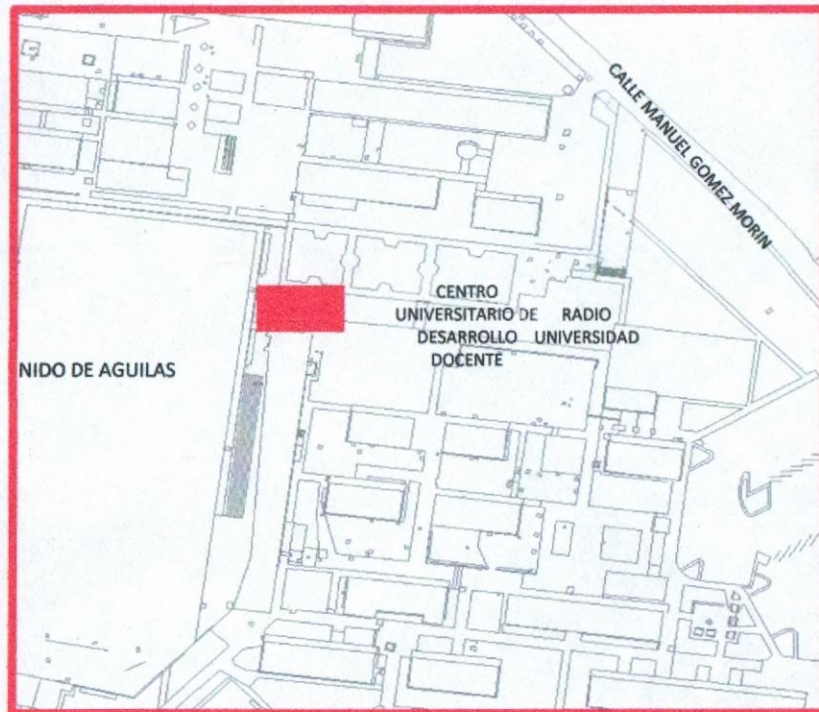 CALLE MANUEL GOMEZ MORIN
CENTRO
UNIVERSITARIO DE
DESARROLLO
DOCENTE
RADIO
UNIVERSIDAD
NIDO DE AGUILAS